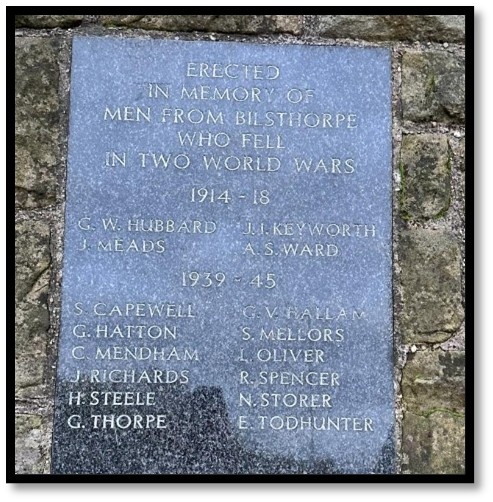 ERECTED
IN MEMORY OF
MEN FROM BILSTHORPE
WHO FELL
IN TWO WORLD WARS
1914 - 18
G. W. HUBBARD J. I. KEYWORTH
J. MEADS A. S. WARD
1939 - 45
S. CAPEWELL G. V. HALLAM
G. HATTON S. MELLORS
C. MENDHAM L. OLIVER
J. RICHARDS R. SPENCER
H. STEELE N. STORER
G. THORPE E. TODHUNTER